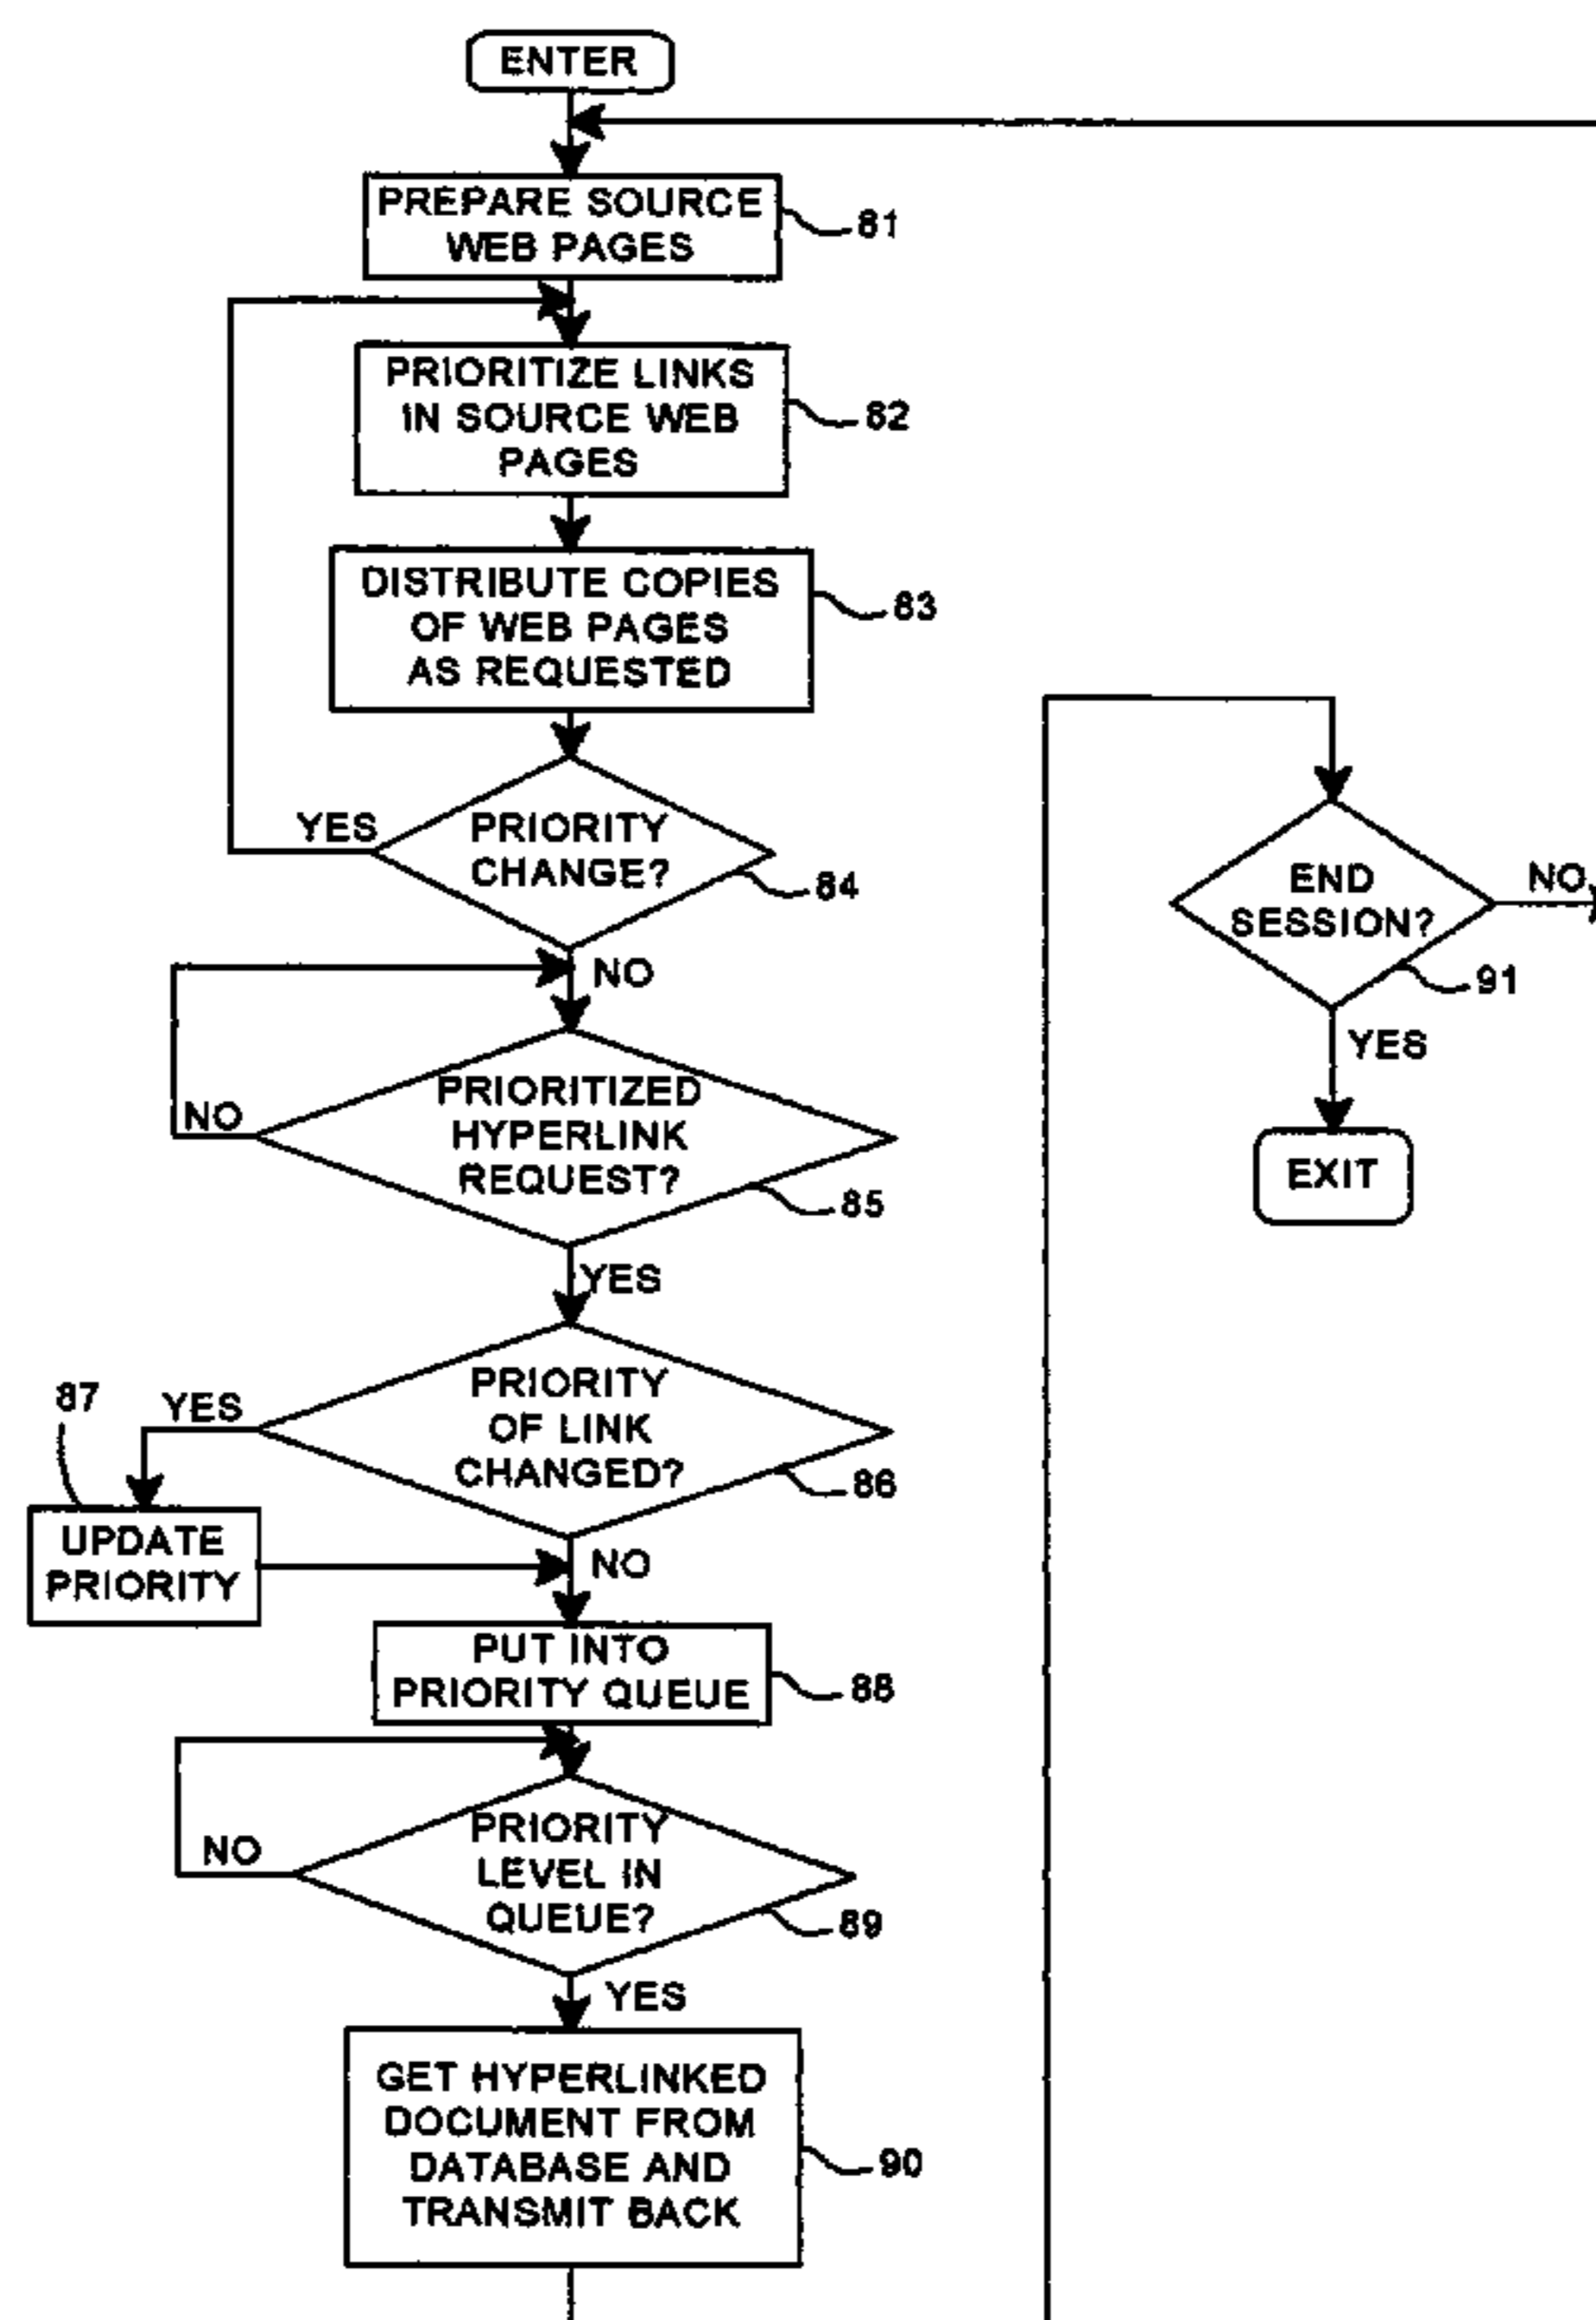 ENTER
PREPARE SOURCE
WEB PAGES
81
PRIORITIZE LINKS
IN SOURCE WEB
PAGES
82
DISTRIBUTE COPIES
OF WEB PAGES
AS REQUESTED
83
YES
PRIORITY
CHANGE?
84
NO
NO
PRIORITIZED
HYPERLINK
REQUEST?
85
YES
87
YES
PRIORITY
OF LINK
CHANGED?
86
UPDATE
PRIORITY
NO
PUT INTO
PRIORITY QUEUE
88
NO
PRIORITY
LEVEL IN
QUEUE?
89
YES
GET HYPERLINKED
DOCUMENT FROM
DATABASE AND
TRANSMIT BACK
90
END
SESSION?
NO
91
YES
EXIT